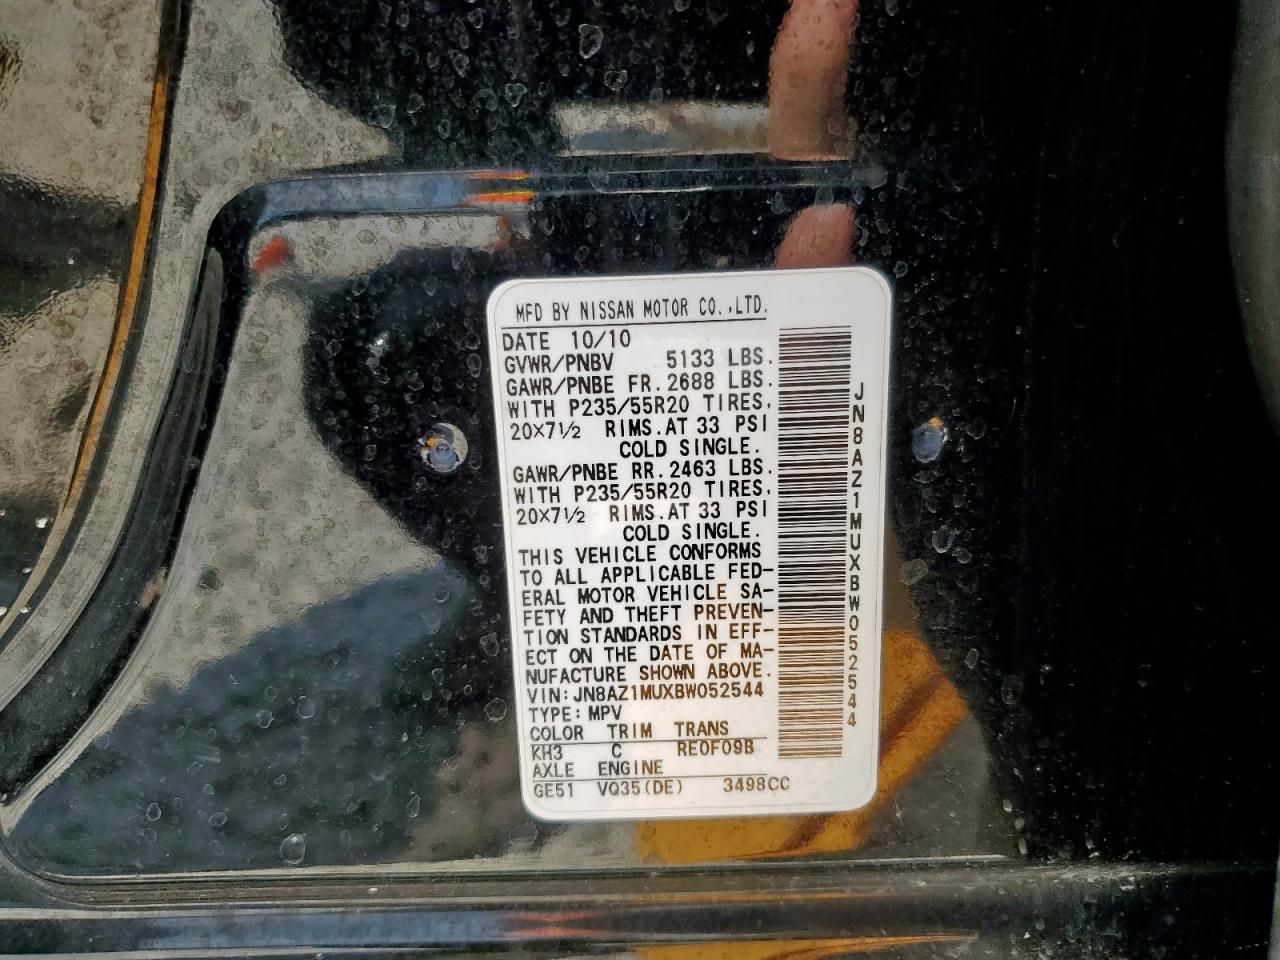 MFD BY NISSAN MOTOR CO.,LTD.
DATE 10/10
GVWR/PNBV 5133 LBS.
GAWR/PNBE FR.2688 LBS.
WITH P235/55R20 TIRES,
20X7½ RIMS.AT 33 PSI
COLD SINGLE.
GAWR/PNBE RR.2463 LBS.
WITH P235/55R20 TIRES,
20X7½ RIMS.AT 33 PSI
COLD SINGLE.
THIS VEHICLE CONFORMS
TO ALL APPLICABLE FED-
ERAL MOTOR VEHICLE SA-
FETY AND THEFT PREVEN-
TION STANDARDS IN EFF-
ECT ON THE DATE OF MA-
NUFACTURE SHOWN ABOVE.
VIN:JN8AZ1MUXBW052544
TYPE:MPV
COLOR TRIM TRANS
KH3 C RE0F09B
AXLE ENGINE
GE51 VQ35(DE) 3498CC
JN8AZ1MUXBW052544